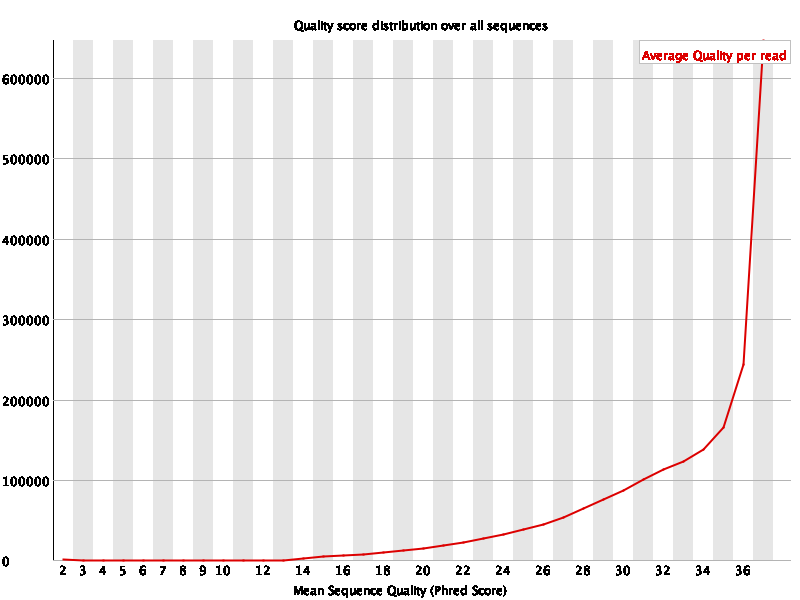 Quality score distribution over all sequences
Average Quality per read
600000
500000
400000
300000
200000
100000
0
2 3 4 5 6 7 8 9 10 12 14 16 18 20 22 24 26 28 30 32 34 36
Mean Sequence Quality (Phred Score)